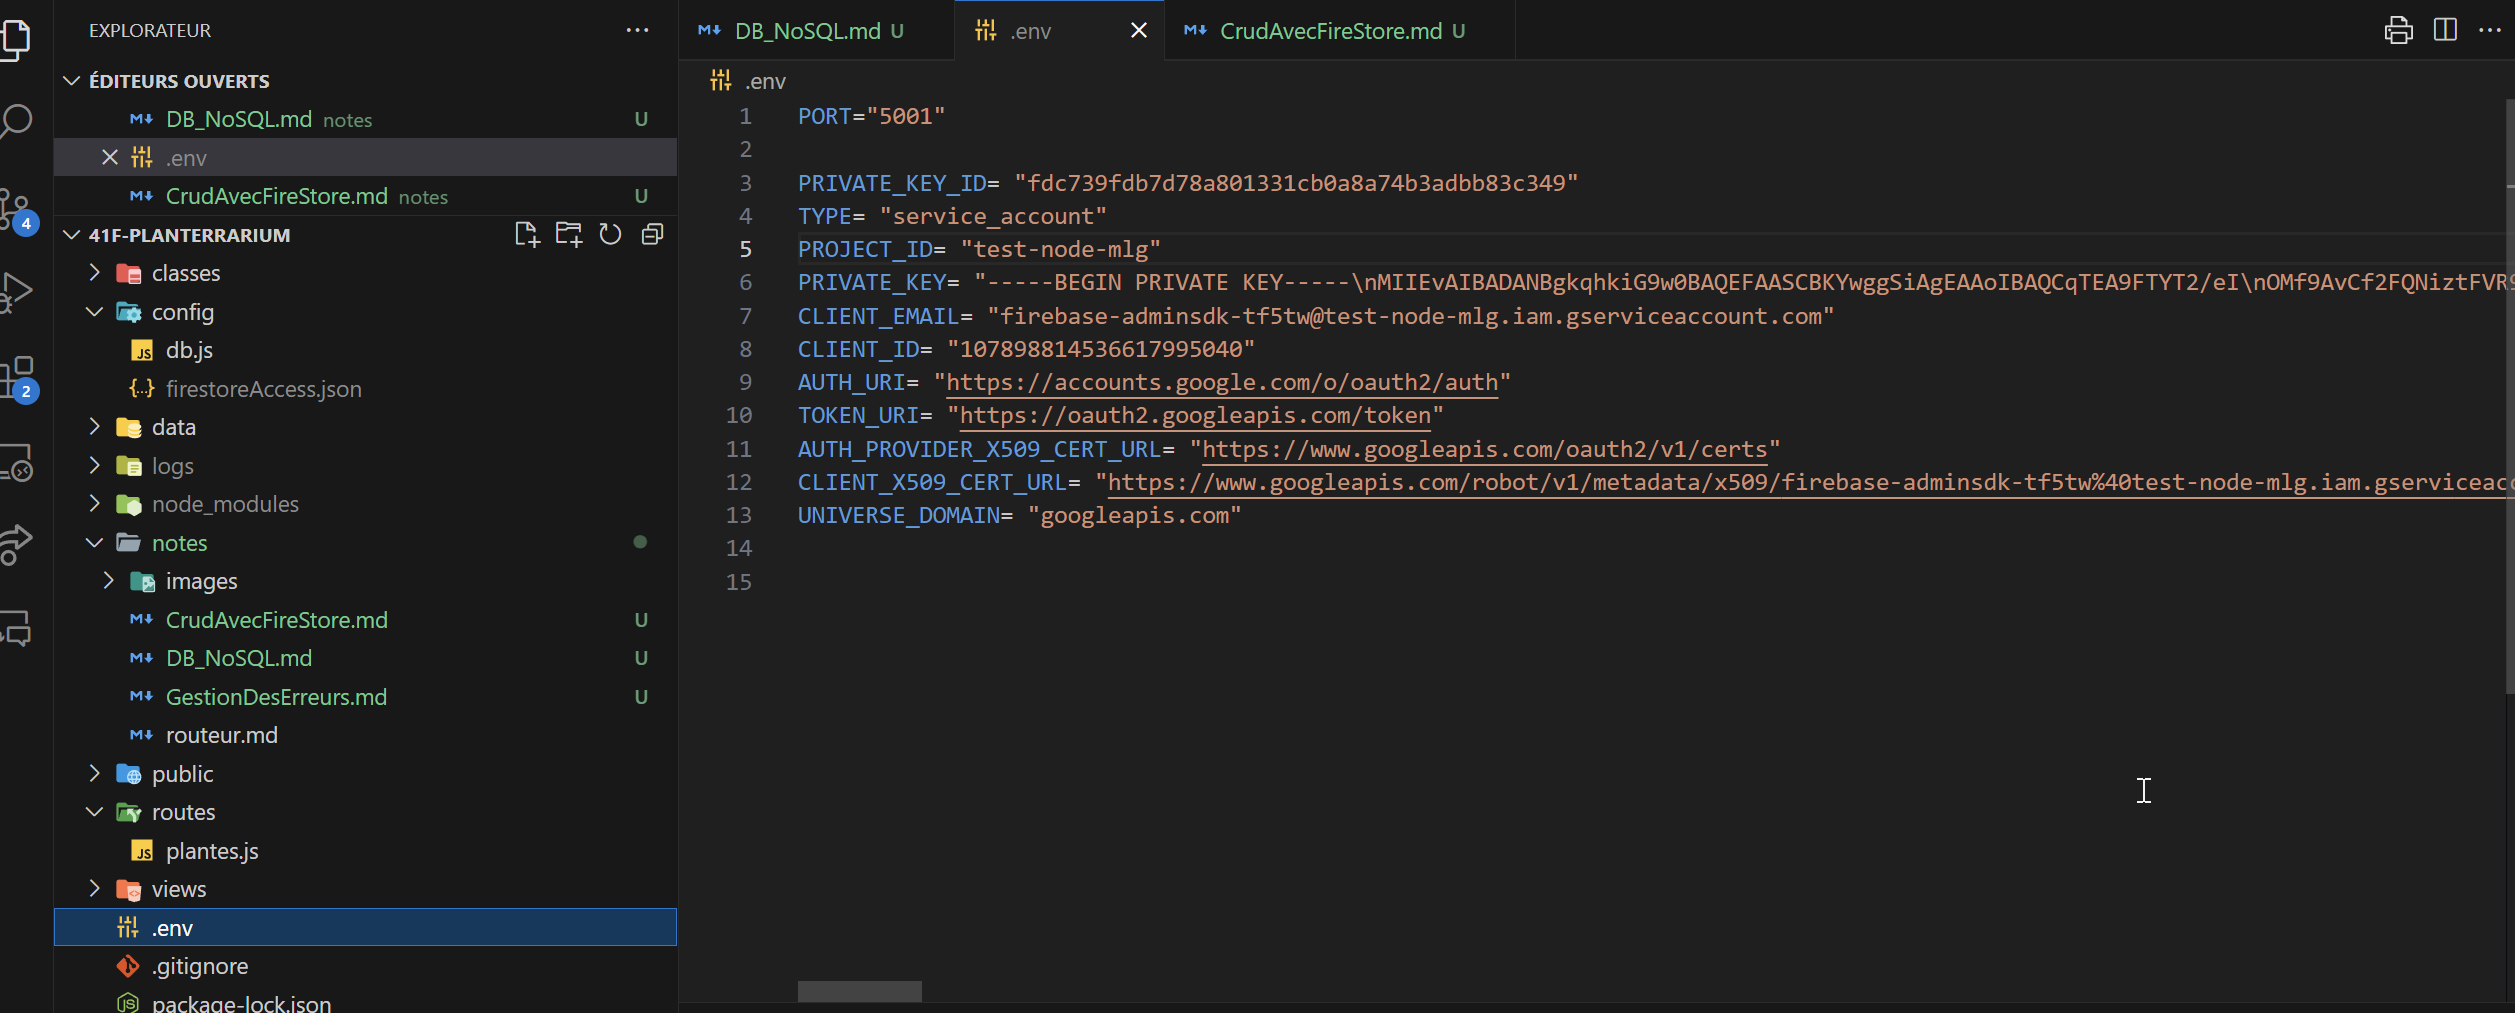 EXPLORATEUR
ÉDITEURS OUVERTS
DB_NoSQL.md notes U
.env
CrudAvecFireStore.md notes U
41F-PLANTERRARIUM
classes
config
db.js
firestoreAccess.json
data
logs
node_modules
notes
images
CrudAvecFireStore.md U
DB_NoSQL.md U
GestionDesErreurs.md U
routeur.md
public
routes
plantes.js
views
.env
.gitignore
package-lock.json
4
2
DB_NoSQL.md U
.env
CrudAvecFireStore.md U
.env
1 PORT="5001"
2
3 PRIVATE_KEY_ID= "fdc739fdb7d78a801331cb0a8a74b3adbb83c349"
4 TYPE= "service_account"
5 PROJECT_ID= "test-node-mlg"
6 PRIVATE_KEY= "-----BEGIN PRIVATE KEY-----\nMIIEvAIBADANBgkqhkiG9w0BAQEFAASCBKYwggSiAgEAAoIBAQCqTEA9FTYT2/eI\nOMf9AvCf2FQNiztFVR9
7 CLIENT_EMAIL= "firebase-adminsdk-tf5tw@test-node-mlg.iam.gserviceaccount.com"
8 CLIENT_ID= "107898814536617995040"
9 AUTH_URI= "https://accounts.google.com/o/oauth2/auth"
10 TOKEN_URI= "https://oauth2.googleapis.com/token"
11 AUTH_PROVIDER_X509_CERT_URL= "https://www.googleapis.com/oauth2/v1/certs"
12 CLIENT_X509_CERT_URL= "https://www.googleapis.com/robot/v1/metadata/x509/firebase-adminsdk-tf5tw%40test-node-mlg.iam.gserviceacc
13 UNIVERSE_DOMAIN= "googleapis.com"
14
15